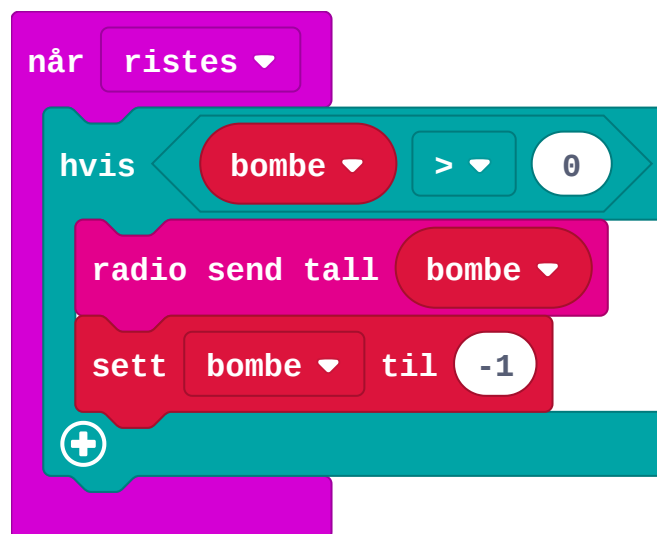 når ristes
hvis bombe > 0
radio send tall bombe
sett bombe til -1